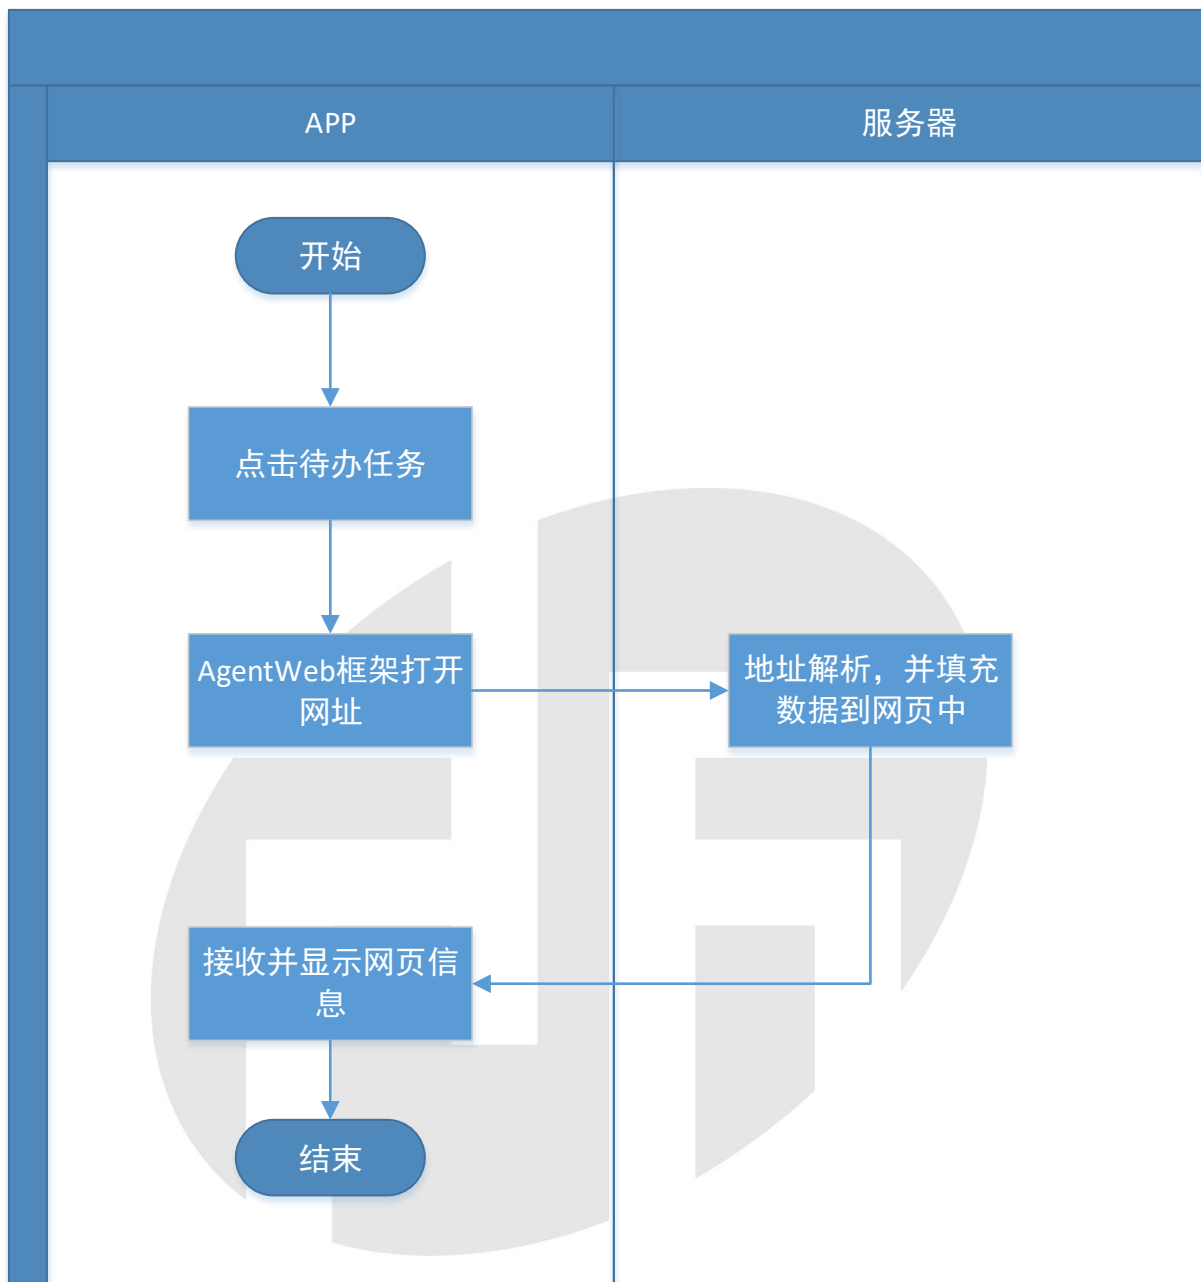 APP
服务器
开始
点击待办任务
AgentWeb框架打开
网址
地址解析，并填充
数据到网页中
接收并显示网页信
息
结束